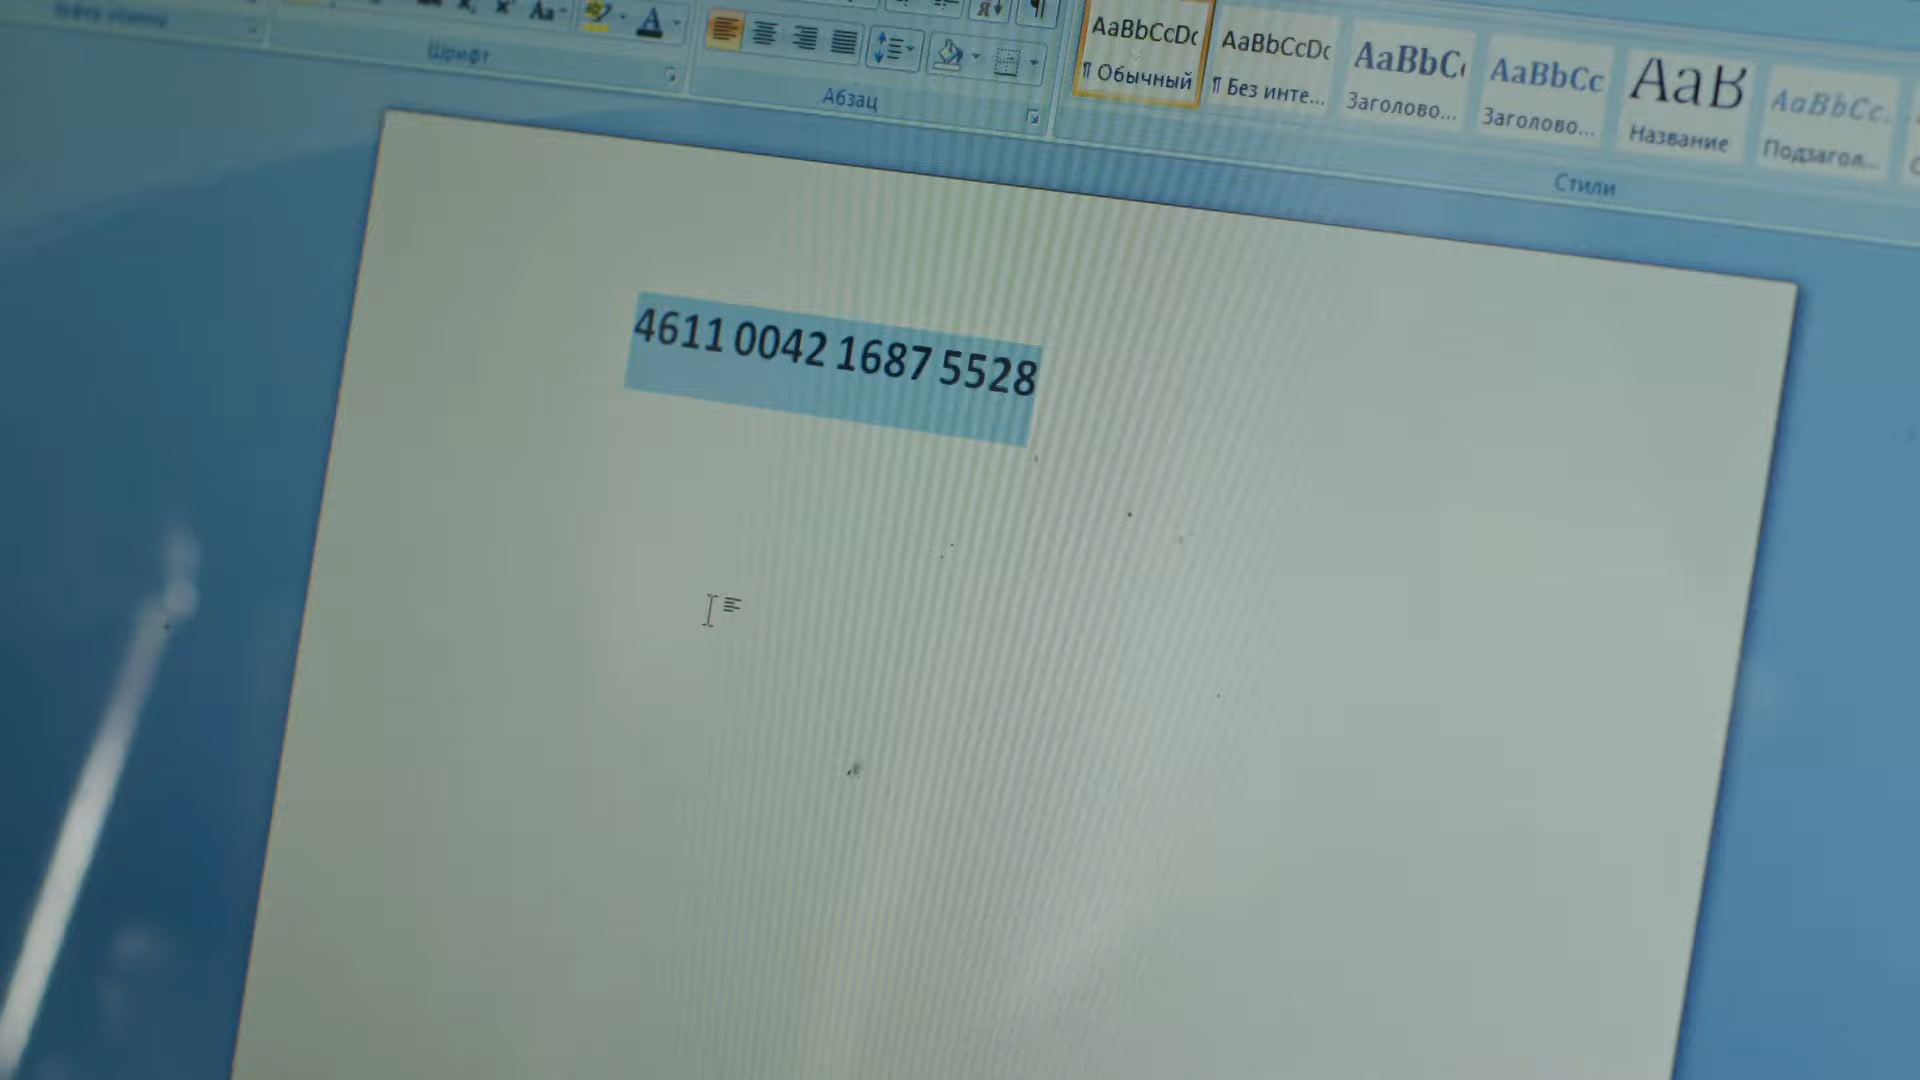 Шрифт
Абзац
AaBbCcDc AaBbCcDc AaBbC AaBbCc AaB AaBbCc.
¶ Обычный ¶ Без инте... Заголово... Заголово... Название Подзагол...
Стили
4611 0042 1687 5528